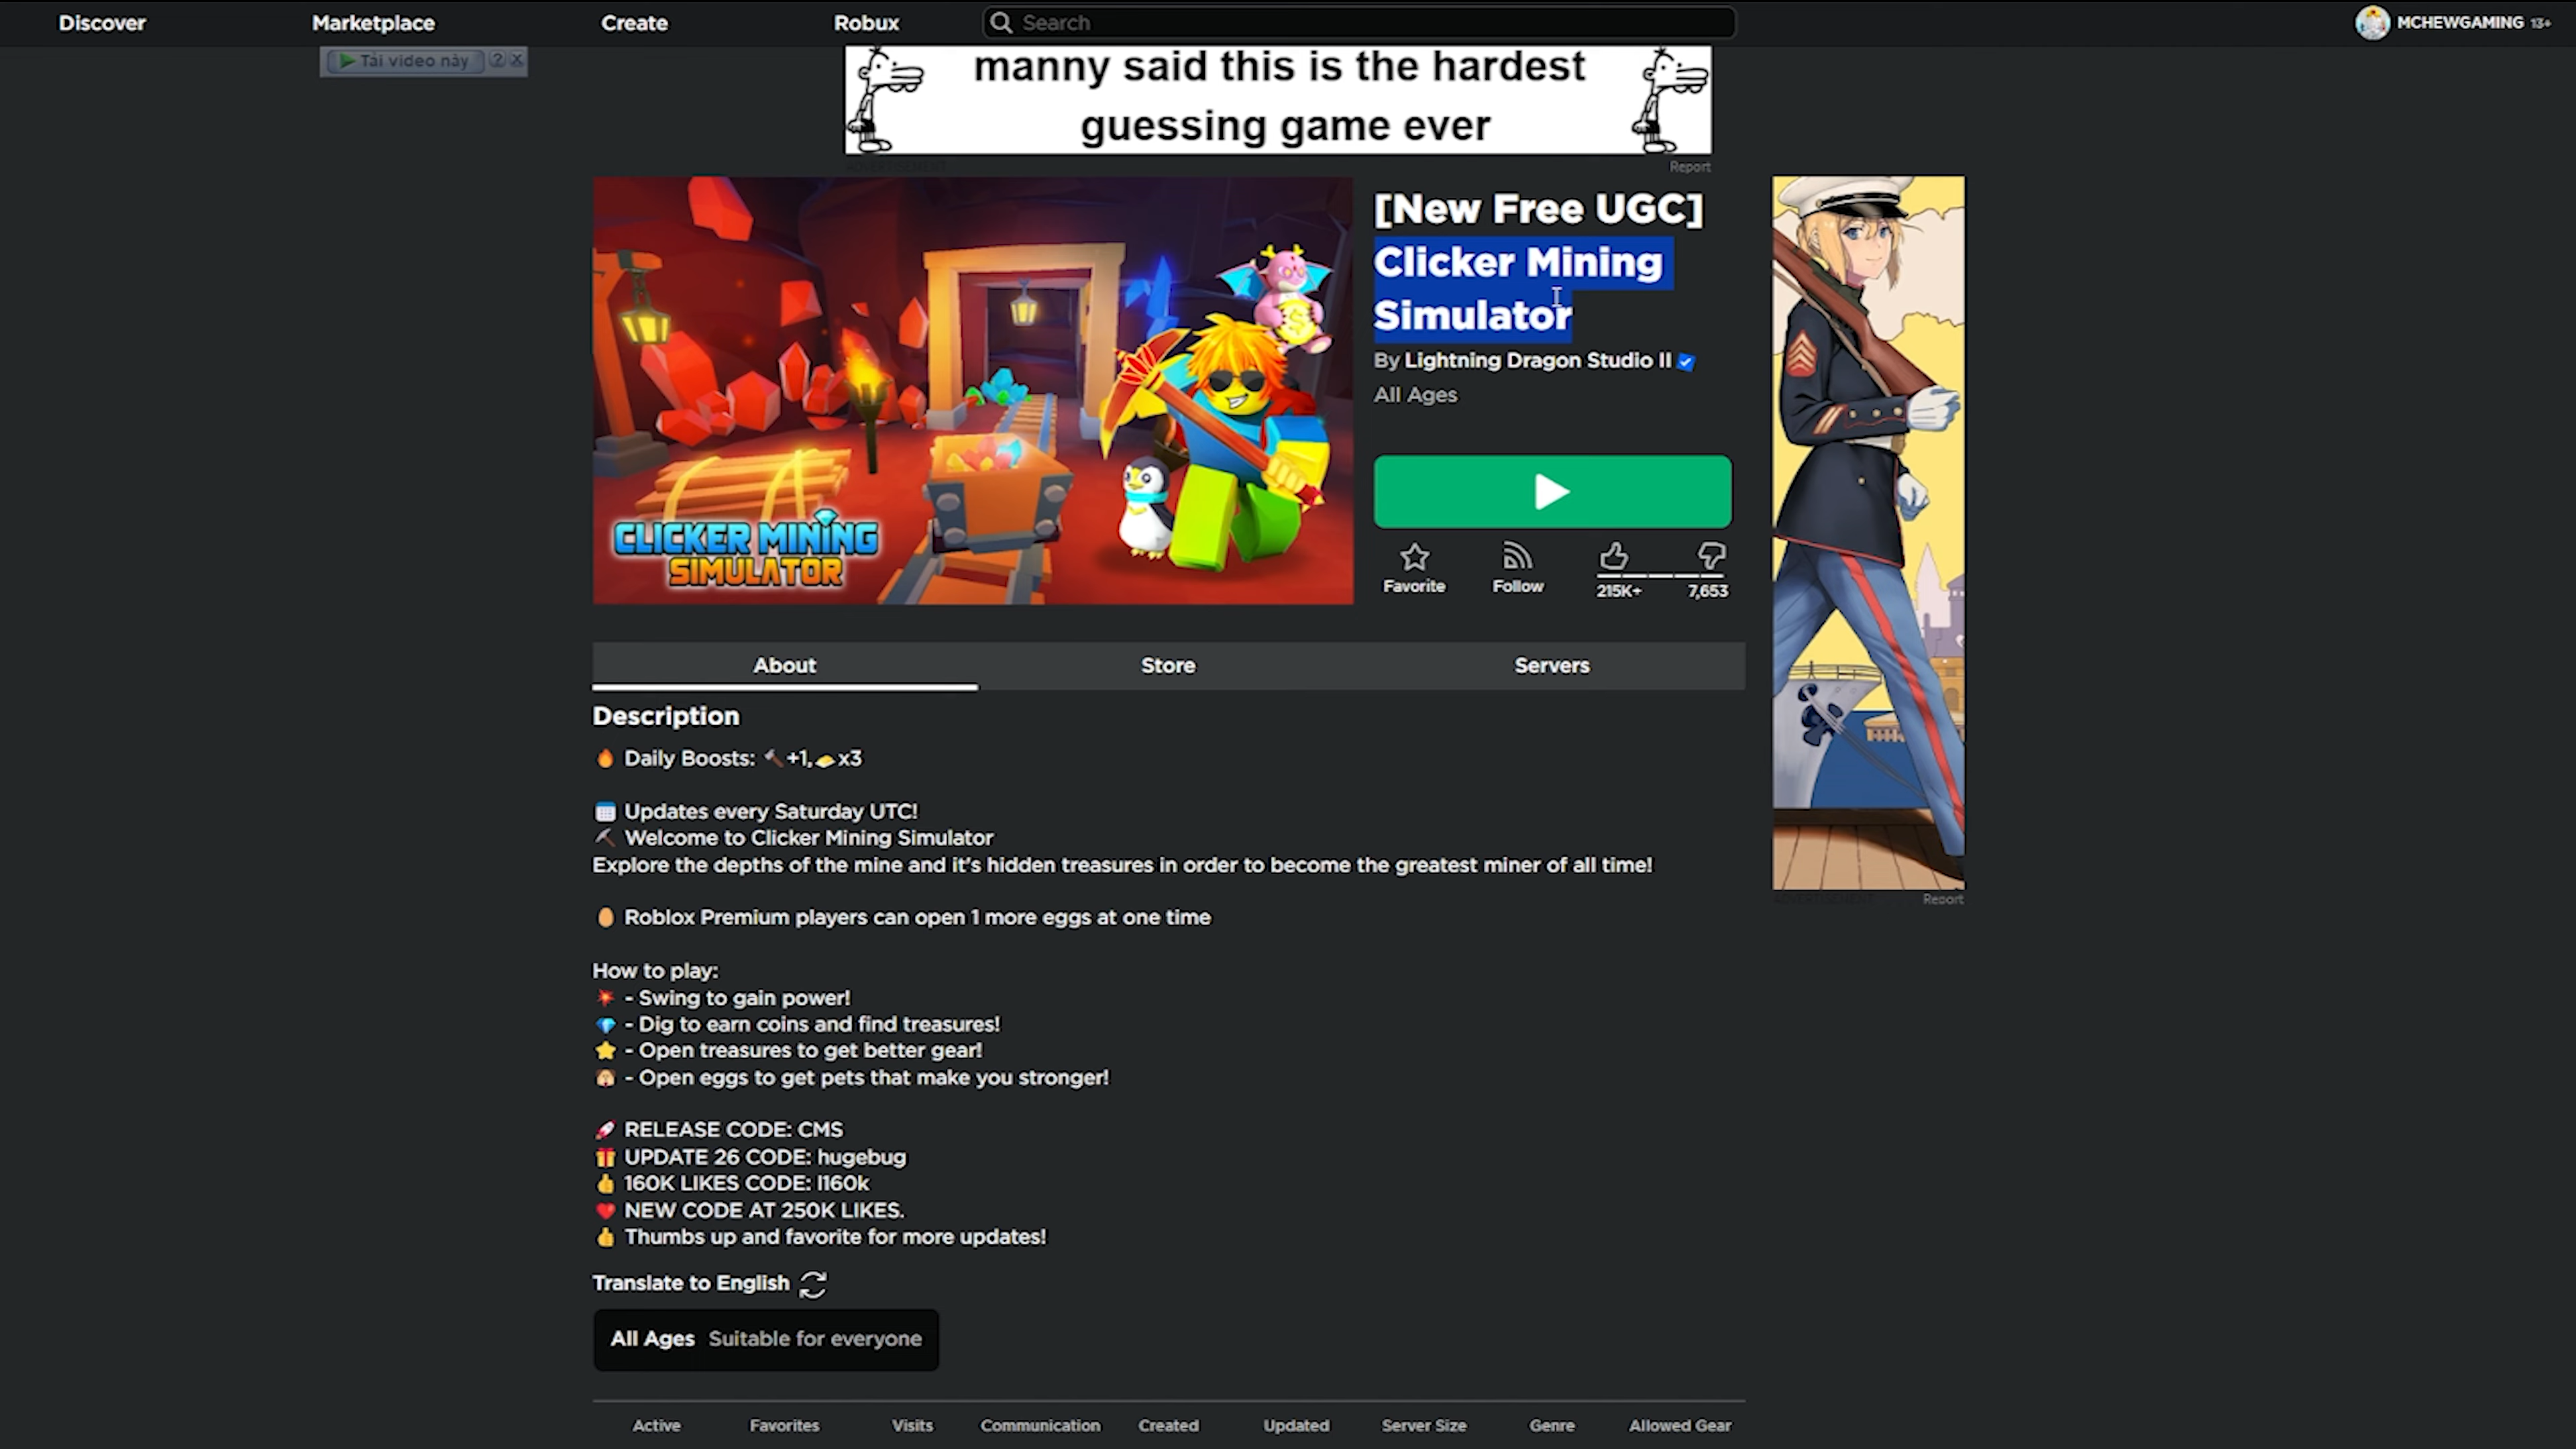 Discover Marketplace Create Robux Search MCHEWGAMING 13+
Tải video này ? X
manny said this is the hardest
guessing game ever
ADVERTISEMENT Report
[New Free UGC]
Clicker Mining
Simulator
By Lightning Dragon Studio II
All Ages
CLICKER MINING
SIMULATOR
Favorite Follow 215K+ 7,653
About Store Servers
Description
🔥 Daily Boosts: 🔨+1,🪙x3
📅 Updates every Saturday UTC!
⛏️ Welcome to Clicker Mining Simulator
Explore the depths of the mine and it's hidden treasures in order to become the greatest miner of all time!
🥚 Roblox Premium players can open 1 more eggs at one time
How to play:
💥 - Swing to gain power!
💎 - Dig to earn coins and find treasures!
⭐ - Open treasures to get better gear!
🐶 - Open eggs to get pets that make you stronger!
🚀 RELEASE CODE: CMS
🎁 UPDATE 26 CODE: hugebug
👍 160K LIKES CODE: l160k
❤️ NEW CODE AT 250K LIKES.
👍 Thumbs up and favorite for more updates!
Translate to English
All Ages Suitable for everyone
ADVERTISEMENT Report
Active Favorites Visits Communication Created Updated Server Size Genre Allowed Gear